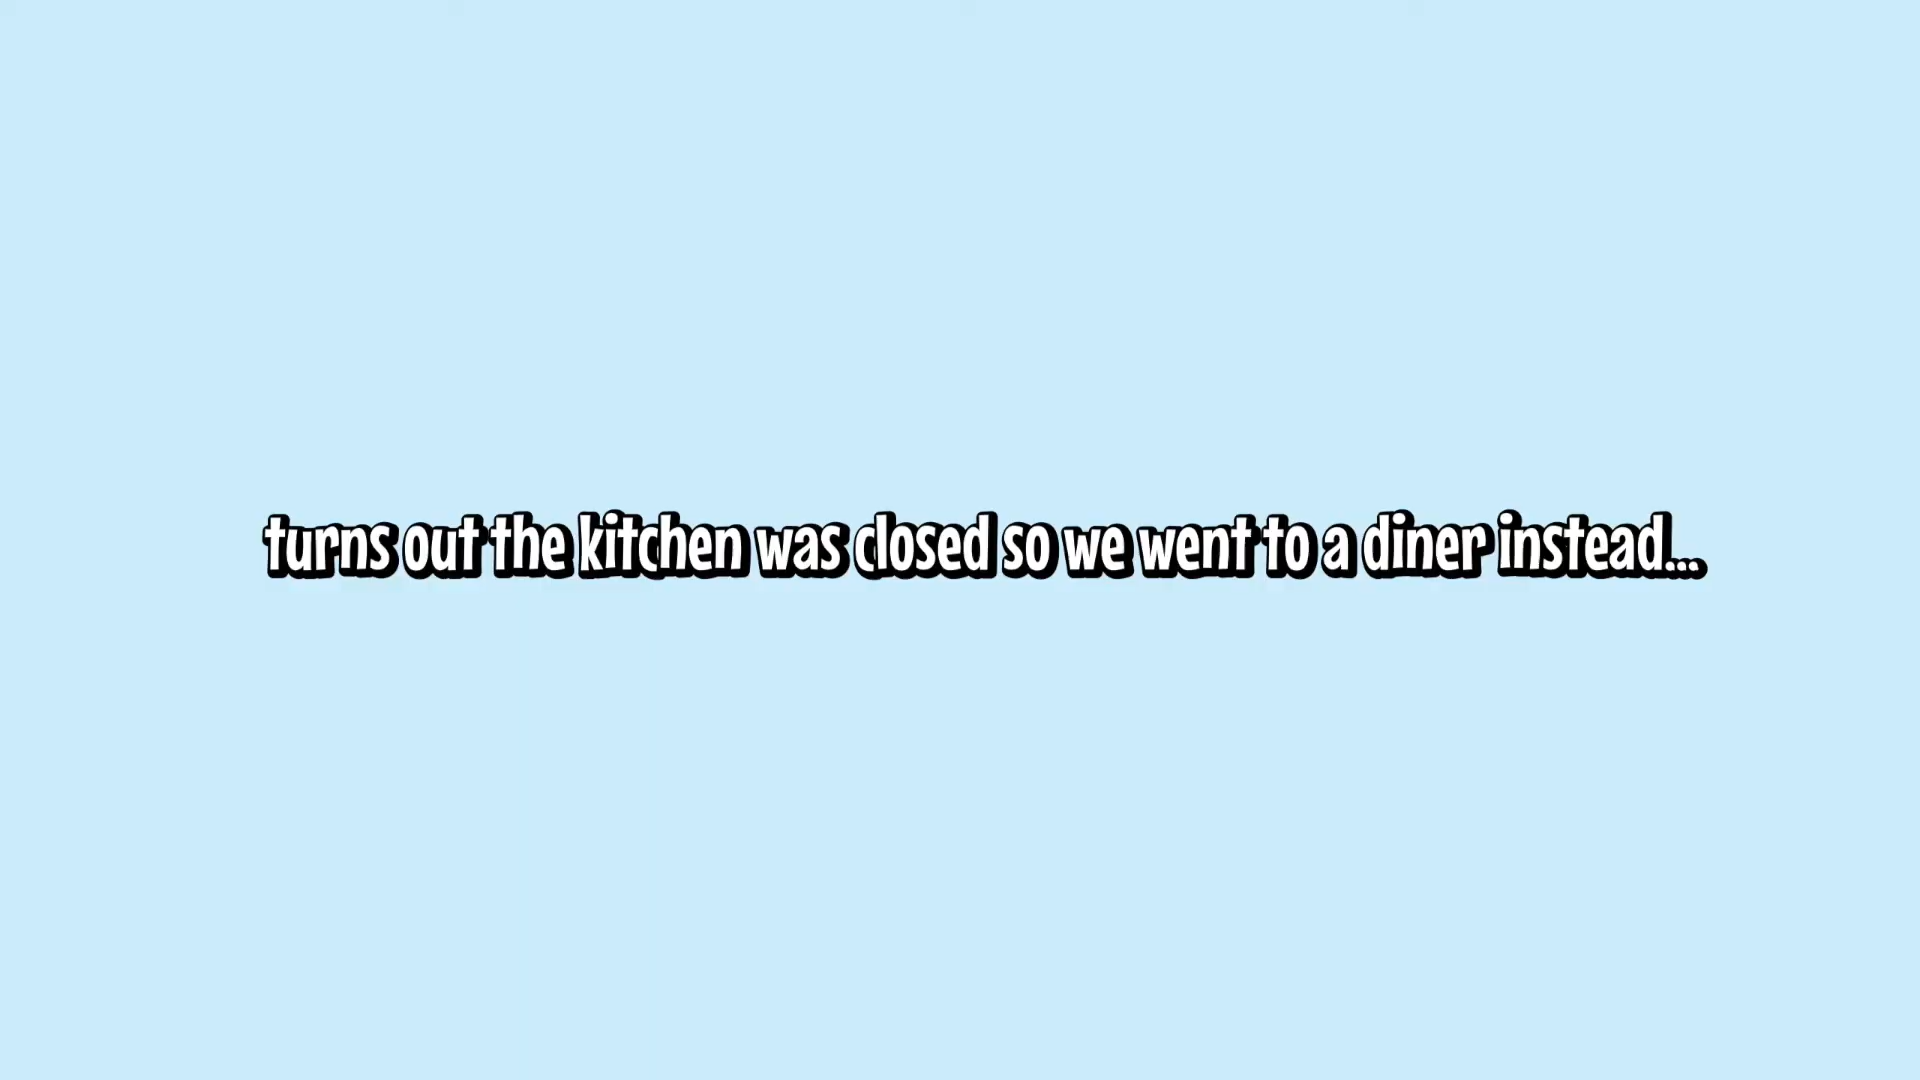 turns out the kitchen was closed so we went to a diner instead...